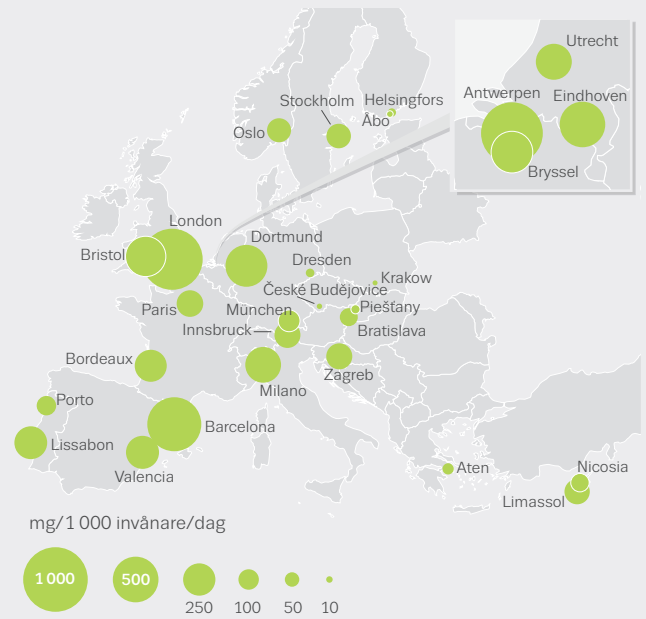 Utrecht
Antwerpen
Eindhoven
Bryssel
Stockholm
Helsingfors
Åbo
Oslo
London
Bristol
Dortmund
Dresden
Krakow
České Budějovice
Paris
München
Piešťany
Innsbruck
Bratislava
Bordeaux
Zagreb
Milano
Porto
Barcelona
Lissabon
Valencia
Aten
Nicosia
Limassol
mg/1 000 invånare/dag
1 000
500
250
100
50
10